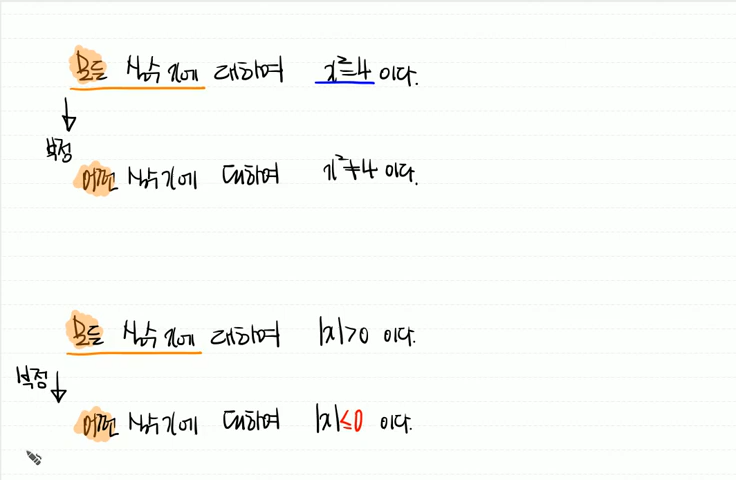 모든 실수 x에 대하여 x²=4 이다.
부정
어떤 실수 x에 대하여 x²≠4 이다.
모든 실수 x에 대하여 |x|>0 이다.
부정
어떤 실수 x에 대하여 |x|≤0 이다.